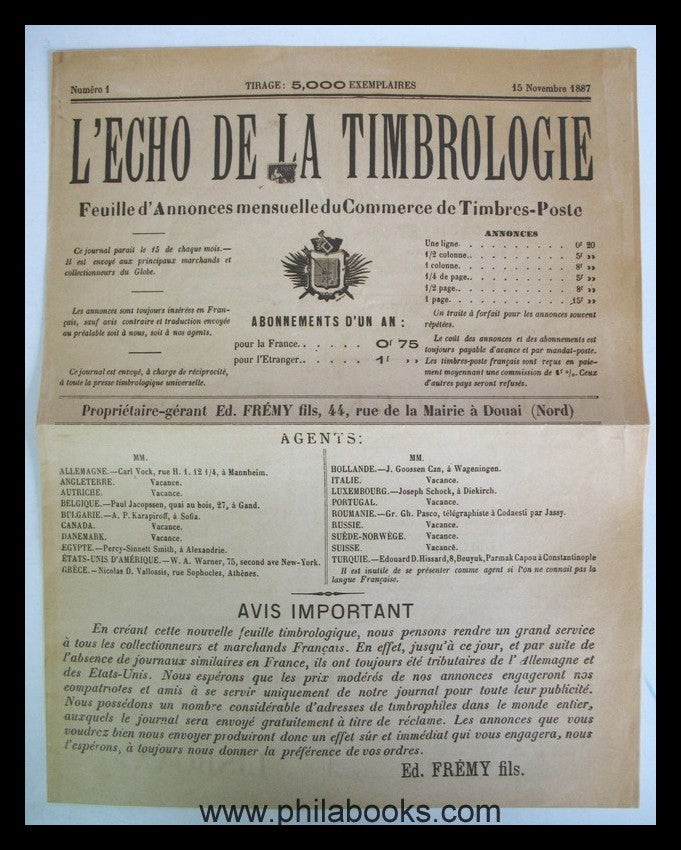 Numéro 1
TIRAGE: 5,000 EXEMPLAIRES
15 Novembre 1887
L'ECHO DE LA TIMBROLOGIE
Feuille d'Annonces mensuelle du Commerce de Timbres-Poste
Ce journal parait le 15 de chaque mois.—
Il est envoyé aux principaux marchands et
collectionneurs du Globe.
Les annonces sont toujours insérées en Fran-
çais, sauf avis contraire et traduction envoyée
au préalable soit à nous, soit à nos agents.
Ce journal est envoyé, à charge de réciprocité,
à toute la presse timbrologique universelle.
ABONNEMENTS D'UN AN :
pour la France. . . . . . 0f 75
pour l'Etranger. . . . . 1f »
ANNONCES
Une ligne. . . . . . . . . . 0f 20
1/2 colonne. . . . . . . . . 5f »
1 colonne. . . . . . . . . . 8f »
1/4 de page. . . . . . . . . 5f »
1/2 page. . . . . . . . . . 8f »
1 page. . . . . . . . . . . 15f »
Un traité à forfait pour les annonces souvent
répétées.
Le coût des annonces et des abonnements est
toujours payable d'avance et par mandat-poste.
Les timbres-poste français sont reçus en paie-
ment moyennant une commission de Ceux
d'autres pays seront refusés.
Propriétaire-gérant Ed. FRÉMY fils, 44, rue de la Mairie à Douai (Nord)
AGENTS:
MM.
ALLEMAGNE.—Carl Vock, rue H. 1. 12 1/4, à Mannheim.
ANGLETERRE. Vacance.
AUTRICHE. Vacance.
BELGIQUE.—Paul Jacopssen, quai au bois, 27, à Gand.
BULGARIE.—A. P. Karapiroff, à Sofia.
CANADA. Vacance.
DANEMARK. Vacance.
EGYPTE.—Percy-Sinnett Smith, à Alexandrie.
ÉTATS-UNIS D'AMÉRIQUE.—W. A. Warner, 75, second ave New-York.
GRÈCE.—Nicolas D. Vallossis, rue Sophocles, Athènes.
MM.
HOLLANDE.—J. Goossen Czn, à Wageningen.
ITALIE. Vacance.
LUXEMBOURG.—Joseph Schock, à Diekirch.
PORTUGAL. Vacance.
ROUMANIE.—Gr. Gh. Pasco, télégraphiste à Codaesti par Jassy.
RUSSIE. Vacance.
SUÈDE-NORWÈGE. Vacance.
SUISSE. Vacancé.
TURQUIE.—Edouard D. Hissard, 8, Beuyuk, Parmak Capou à Constantinople
Il est inutile de se présenter comme agent si l'on ne connait pas la
langue Française.
AVIS IMPORTANT
En créant cette nouvelle feuille timbrologique, nous pensons rendre un grand service
à tous les collectionneurs et marchands Français. En effet, jusqu'à ce jour, et par suite de
l'absence de journaux similaires en France, ils ont toujours été tributaires de l'Allemagne et
des Etats-Unis. Nous espérons que les prix modérés de nos annonces engageront nos
compatriotes et amis à se servir uniquement de notre journal pour toute leur publicité.
Nous possédons un nombre considérable d'adresses de timbrophiles dans le monde entier,
auxquels le journal sera envoyé gratuitement à titre de réclame. Les annonces que vous
voudrez bien nous envoyer produiront donc un effet sûr et immédiat qui vous engagera, nous
l'espérons, à toujours nous donner la préférence de vos ordres.
Ed. FRÉMY fils.
www.philabooks.com